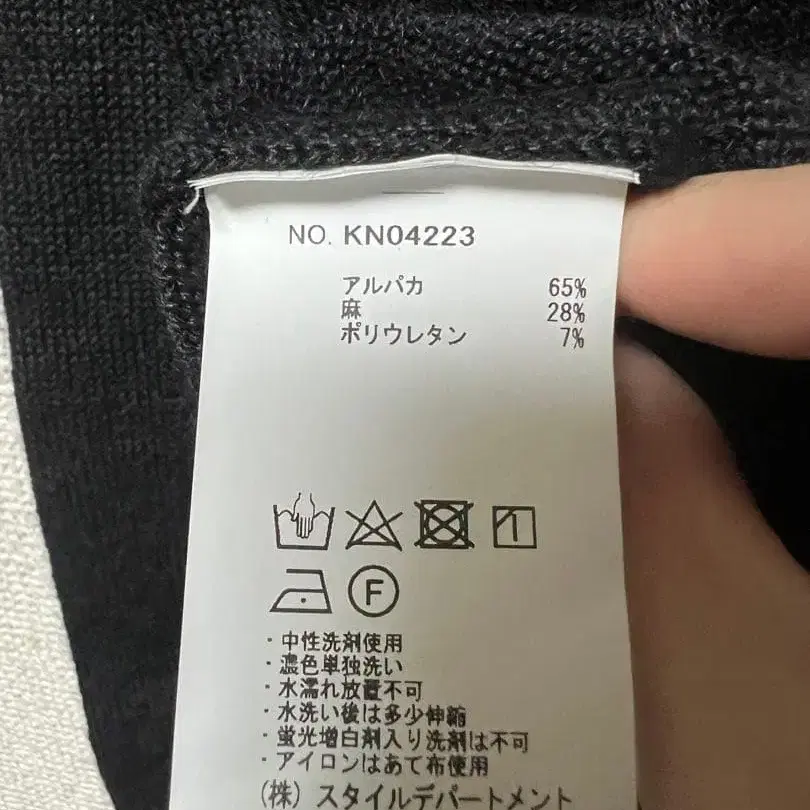 NO. KN04223
アルパカ 65%
麻 28%
ポリウレタン 7%
F
・中性洗剤使用
・濃色単独洗い
・水濡れ放置不可
・水洗い後は多少伸縮
・蛍光増白剤入り洗剤は不可
・アイロンはあて布使用
(株) スタイルデパートメント